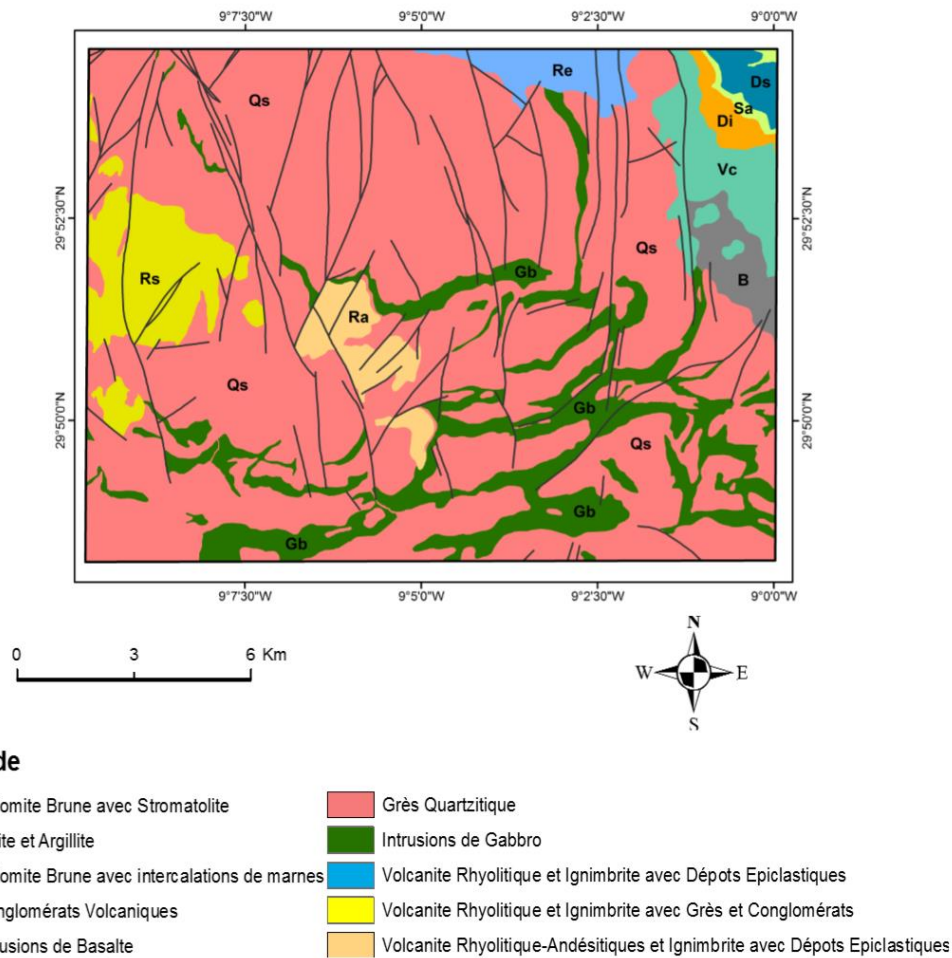 9°7'30"W 9°5'0"W 9°2'30"W 9°0'0"W
Re
Ds
Qs
Sa
Di
Vc
29°52'30"N 29°52'30"N
Qs
Gb
Rs
B
Ra
Qs
Gb
29°50'0"N 29°50'0"N
Qs
Gb
Gb
9°7'30"W 9°5'0"W 9°2'30"W 9°0'0"W
0 3 6 Km
N
W E
S
de
omite Brune avec Stromatolite
ite et Argillite
omite Brune avec intercalations de marnes
nglomérats Volcaniques
usions de Basalte
Grès Quartzitique
Intrusions de Gabbro
Volcanite Rhyolitique et Ignimbrite avec Dépots Epiclastiques
Volcanite Rhyolitique et Ignimbrite avec Grès et Conglomérats
Volcanite Rhyolitique-Andésitiques et Ignimbrite avec Dépots Epiclastiques